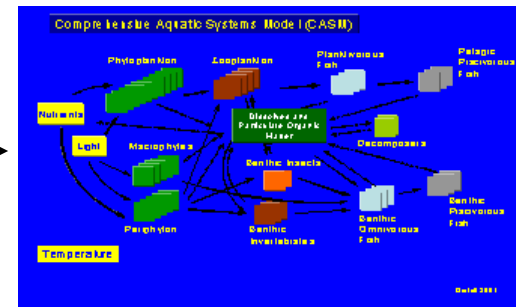 Comprehensive Aquatic Systems Model (CASM)
Phytoplankton
Zooplankton
Planktivorous
Fish
Pelagic
Piscivorous
Fish
Nutrients
Dissolved and
Particulate Organic
Matter
Light
Macrophytes
Decomposers
Benthic Insects
Periphyton
Benthic
Invertebrates
Benthic
Omnivorous
Fish
Benthic
Piscivorous
Fish
Temperature